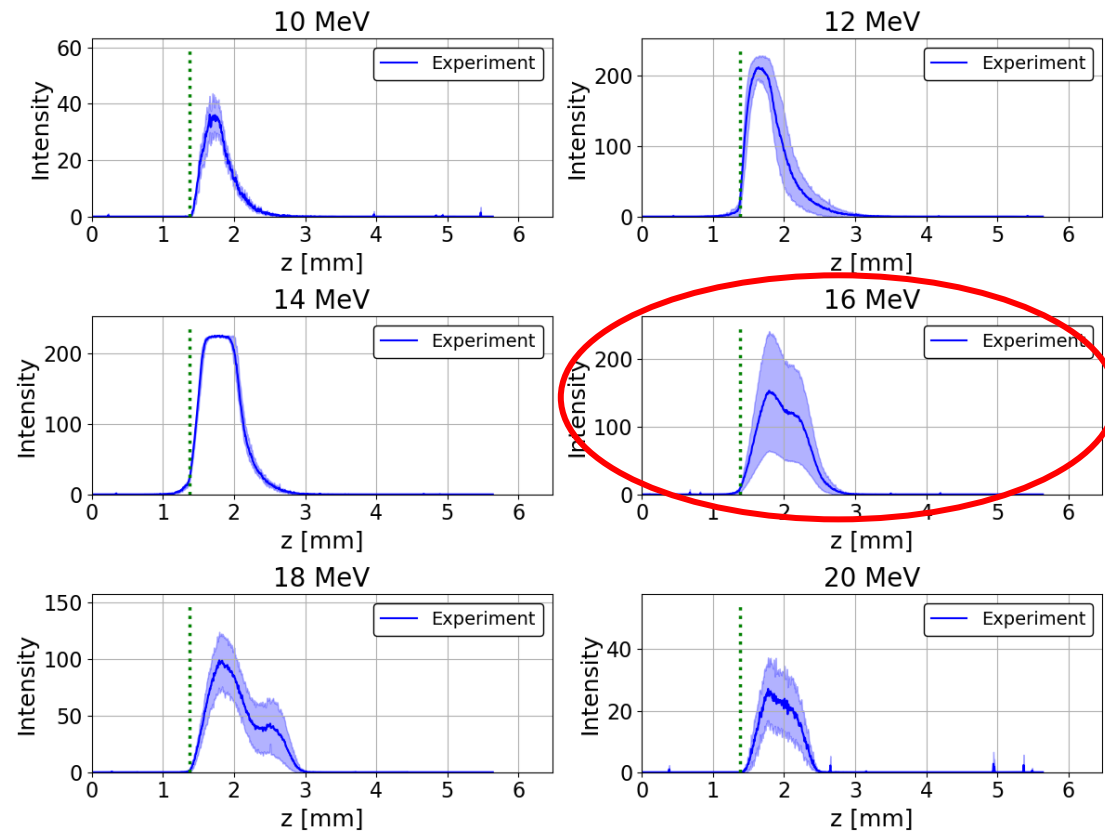 10 MeV
12 MeV
60
40
20
0
Intensity
Experiment
0 1 2 3 4 5 6
z [mm]
200
100
0
Intensity
Experiment
0 1 2 3 4 5 6
z [mm]
14 MeV
16 MeV
200
100
0
Intensity
Experiment
0 1 2 3 4 5 6
z [mm]
200
100
0
Intensity
Experiment
0 1 2 3 4 5 6
z [mm]
18 MeV
20 MeV
150
100
50
0
Intensity
Experiment
0 1 2 3 4 5 6
z [mm]
40
20
0
Intensity
Experiment
0 1 2 3 4 5 6
z [mm]